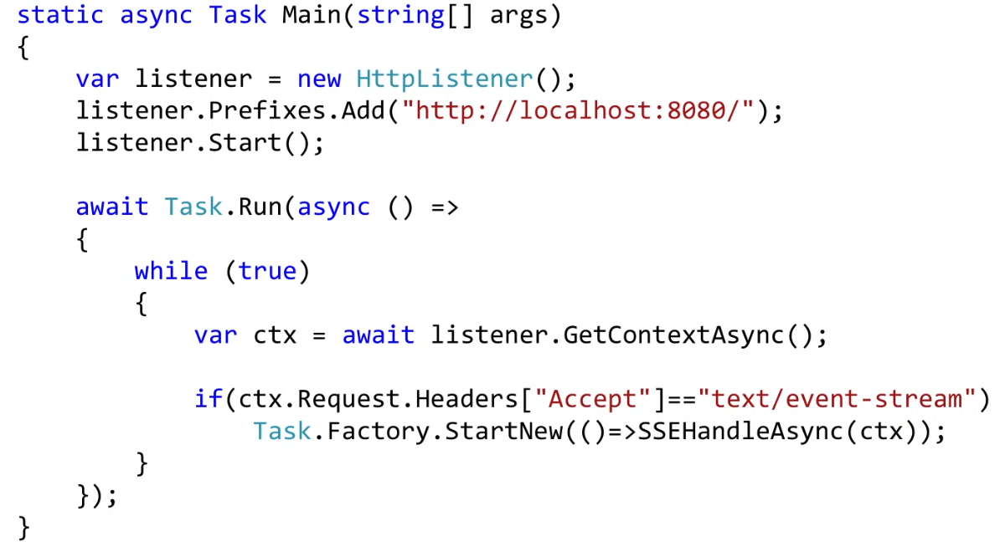 static async Task Main(string[] args)
{
    var listener = new HttpListener();
    listener.Prefixes.Add("http://localhost:8080/");
    listener.Start();

    await Task.Run(async () =>
    {
        while (true)
        {
            var ctx = await listener.GetContextAsync();

            if(ctx.Request.Headers["Accept"]=="text/event-stream")
                Task.Factory.StartNew(()=>SSEHandleAsync(ctx));
        }
    });
}